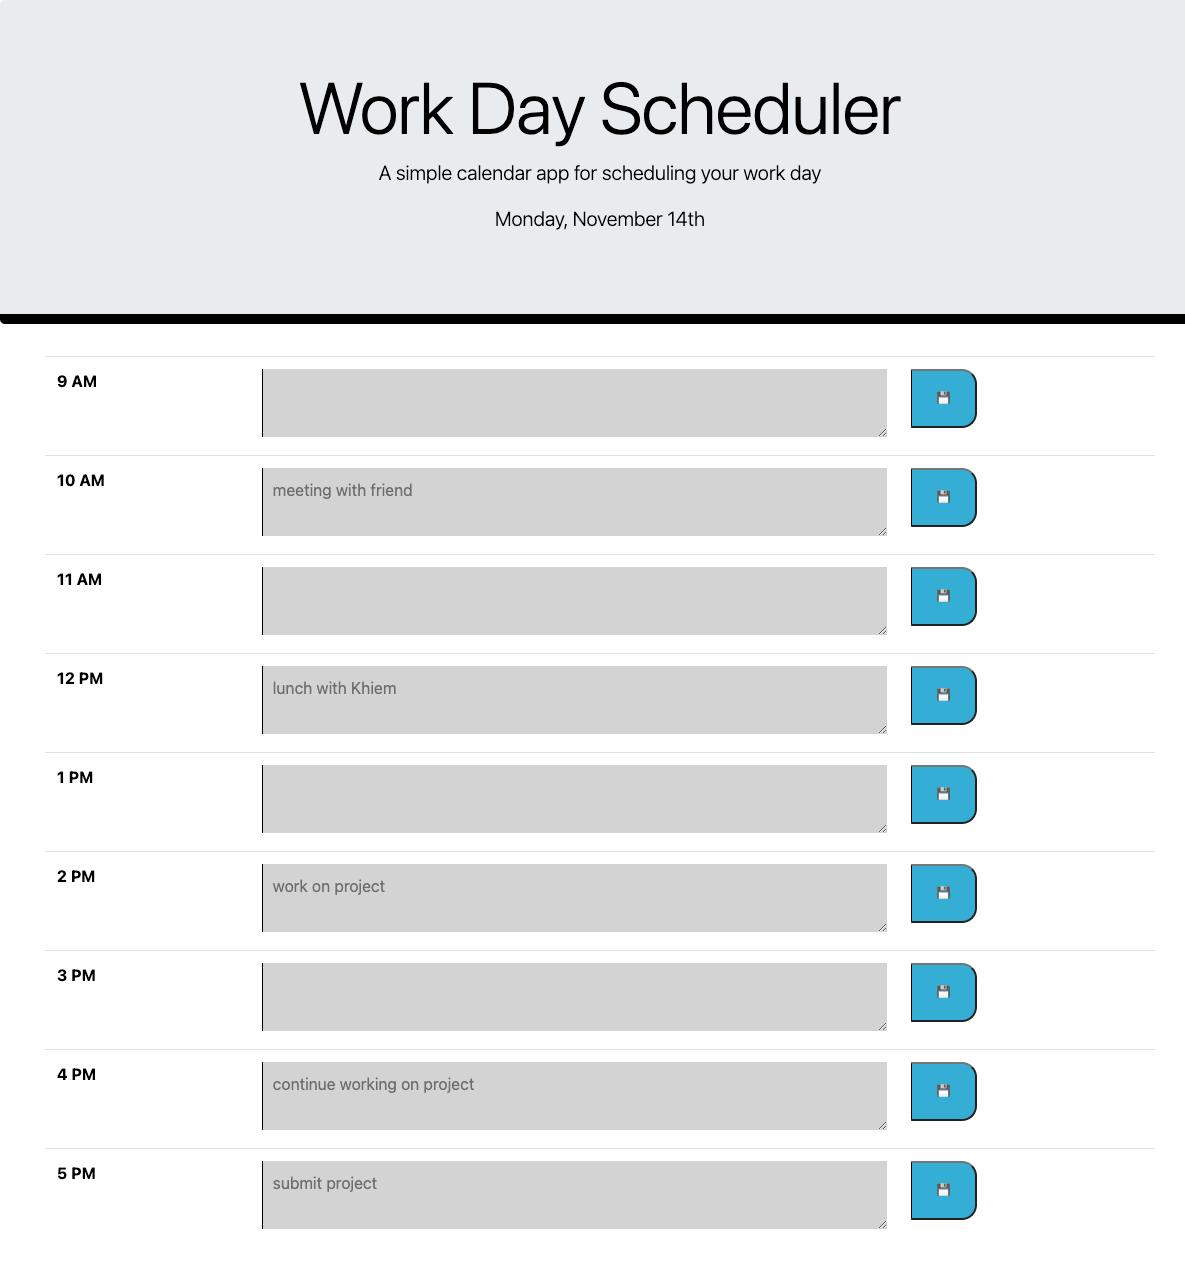 Work Day Scheduler
A simple calendar app for scheduling your work day
Monday, November 14th
9 AM
10 AM
meeting with friend
11 AM
12 PM
lunch with Khiem
1 PM
2 PM
work on project
3 PM
4 PM
continue working on project
5 PM
submit project